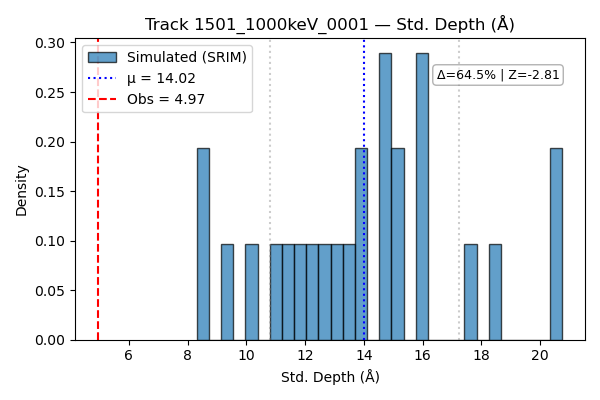 Track 1501_1000keV_0001 — Std. Depth (Å)
Simulated (SRIM)
μ = 14.02
Obs = 4.97
Δ=64.5% | Z=-2.81
Density
0.30
0.25
0.20
0.15
0.10
0.05
0.00
6 8 10 12 14 16 18 20
Std. Depth (Å)